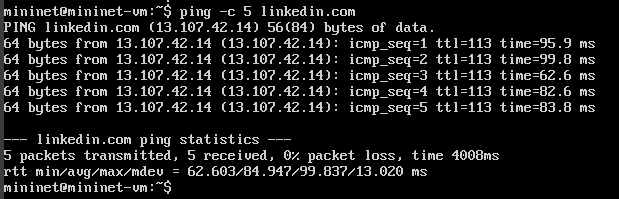 mininet@mininet-vm:~$ ping -c 5 linkedin.com
PING linkedin.com (13.107.42.14) 56(84) bytes of data.
64 bytes from 13.107.42.14 (13.107.42.14): icmp_seq=1 ttl=113 time=95.9 ms
64 bytes from 13.107.42.14 (13.107.42.14): icmp_seq=2 ttl=113 time=99.8 ms
64 bytes from 13.107.42.14 (13.107.42.14): icmp_seq=3 ttl=113 time=62.6 ms
64 bytes from 13.107.42.14 (13.107.42.14): icmp_seq=4 ttl=113 time=82.6 ms
64 bytes from 13.107.42.14 (13.107.42.14): icmp_seq=5 ttl=113 time=83.8 ms
--- linkedin.com ping statistics ---
5 packets transmitted, 5 received, 0% packet loss, time 4008ms
rtt min/avg/max/mdev = 62.603/84.947/99.837/13.020 ms
mininet@mininet-vm:~$